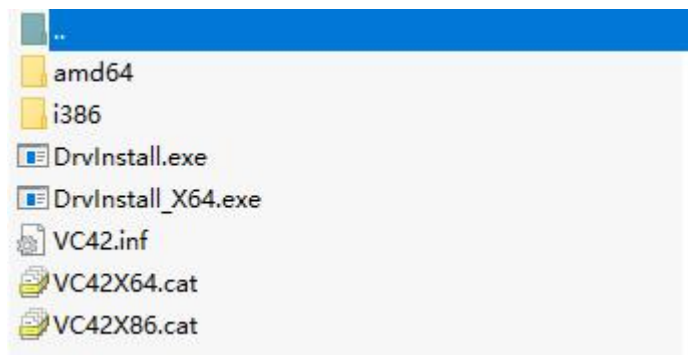 ..
amd64
i386
DrvInstall.exe
DrvInstall_X64.exe
VC42.inf
VC42X64.cat
VC42X86.cat